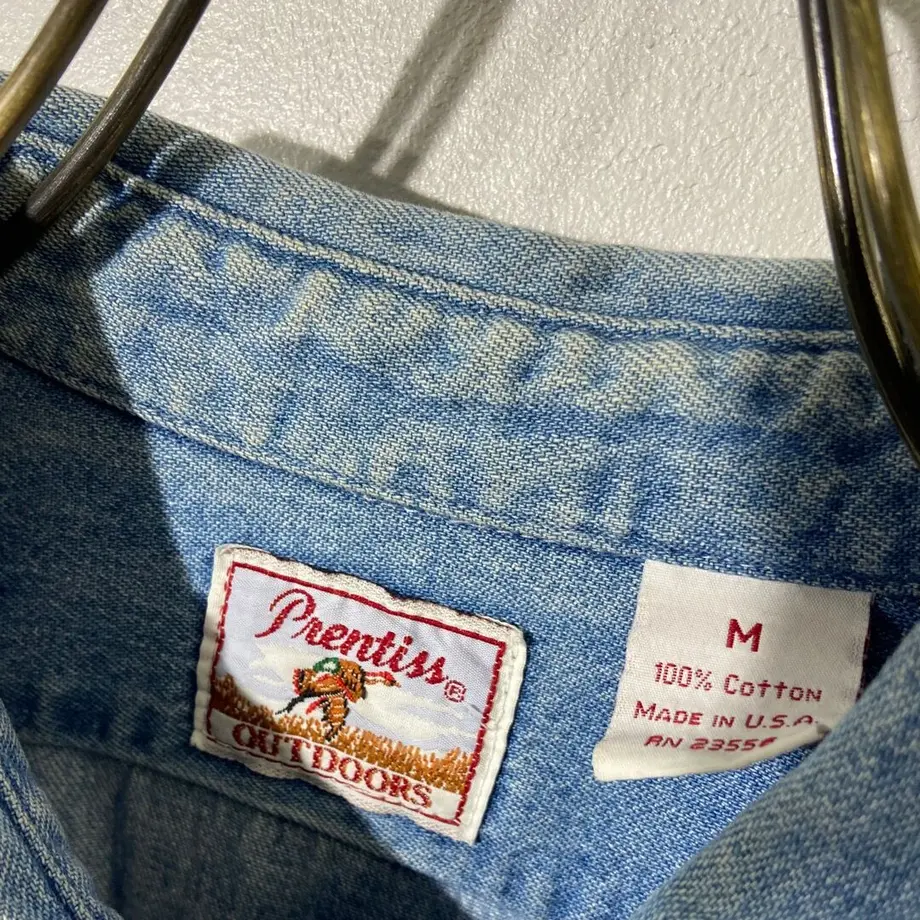 Prentiss®
OUTDOORS
M
100% COTTON
MADE IN U.S.A.
RN